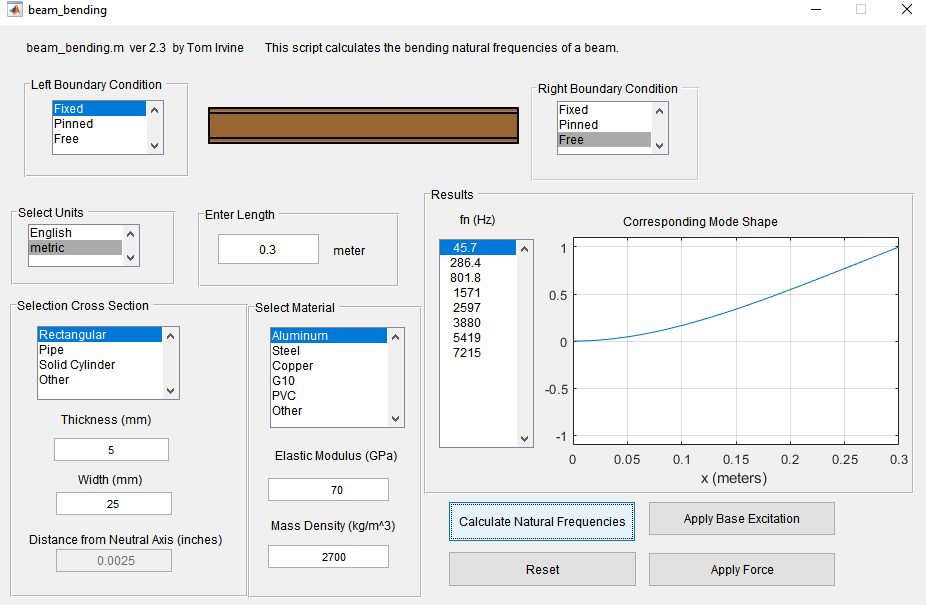 beam_bending
beam_bending.m ver 2.3 by Tom Irvine
This script calculates the bending natural frequencies of a beam.
Left Boundary Condition
Fixed
Pinned
Free
Right Boundary Condition
Fixed
Pinned
Free
Select Units
English
metric
Enter Length
0.3
meter
Selection Cross Section
Rectangular
Pipe
Solid Cylinder
Other
Thickness (mm)
5
Width (mm)
25
Distance from Neutral Axis (inches)
0.0025
Select Material
Aluminum
Steel
Copper
G10
PVC
Other
Elastic Modulus (GPa)
70
Mass Density (kg/m^3)
2700
Results
fn (Hz)
45.7
286.4
801.8
1571
2597
3880
5419
7215
Corresponding Mode Shape
1
0.5
0
-0.5
-1
0 0.05 0.1 0.15 0.2 0.25 0.3
x (meters)
Calculate Natural Frequencies
Apply Base Excitation
Reset
Apply Force